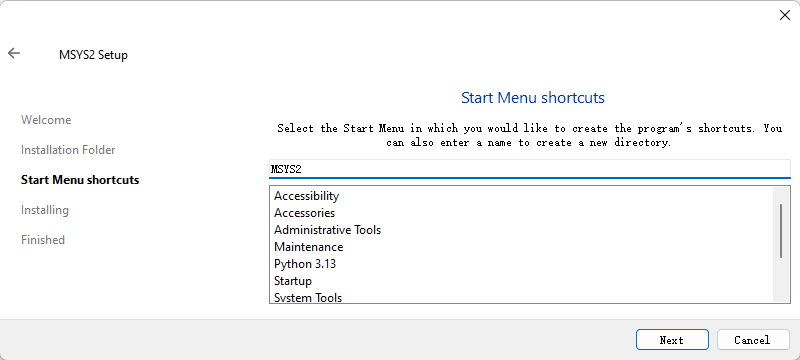 MSYS2 Setup
Welcome
Installation Folder
Start Menu shortcuts
Installing
Finished
Start Menu shortcuts
Select the Start Menu in which you would like to create the program's shortcuts. You
can also enter a name to create a new directory.
MSYS2
Accessibility
Accessories
Administrative Tools
Maintenance
Python 3.13
Startup
System Tools
Next
Cancel